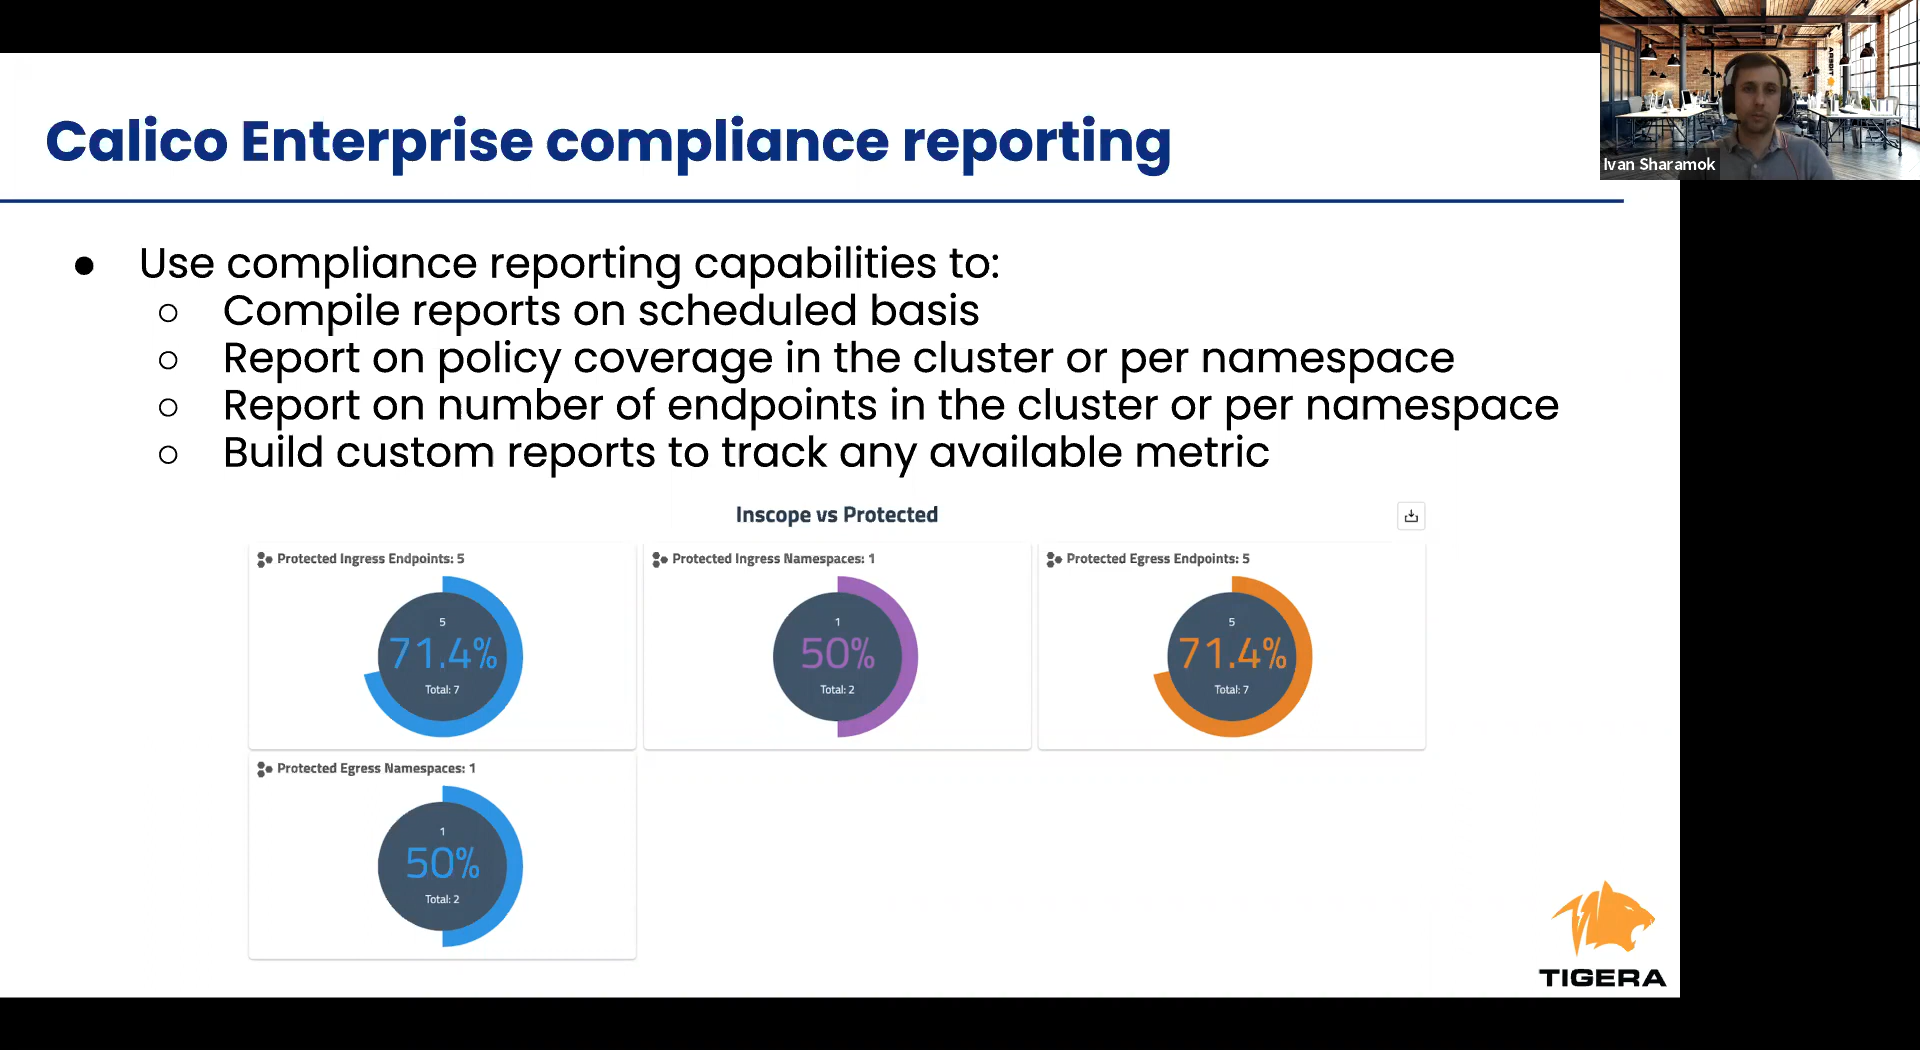 Calico Enterprise compliance reporting
Ivan Sharamok
● Use compliance reporting capabilities to:
○ Compile reports on scheduled basis
○ Report on policy coverage in the cluster or per namespace
○ Report on number of endpoints in the cluster or per namespace
○ Build custom reports to track any available metric
Inscope vs Protected
Protected Ingress Endpoints: 5
5
71.4%
Total: 7
Protected Ingress Namespaces: 1
1
50%
Total: 2
Protected Egress Endpoints: 5
5
71.4%
Total: 7
Protected Egress Namespaces: 1
1
50%
Total: 2
TIGERA